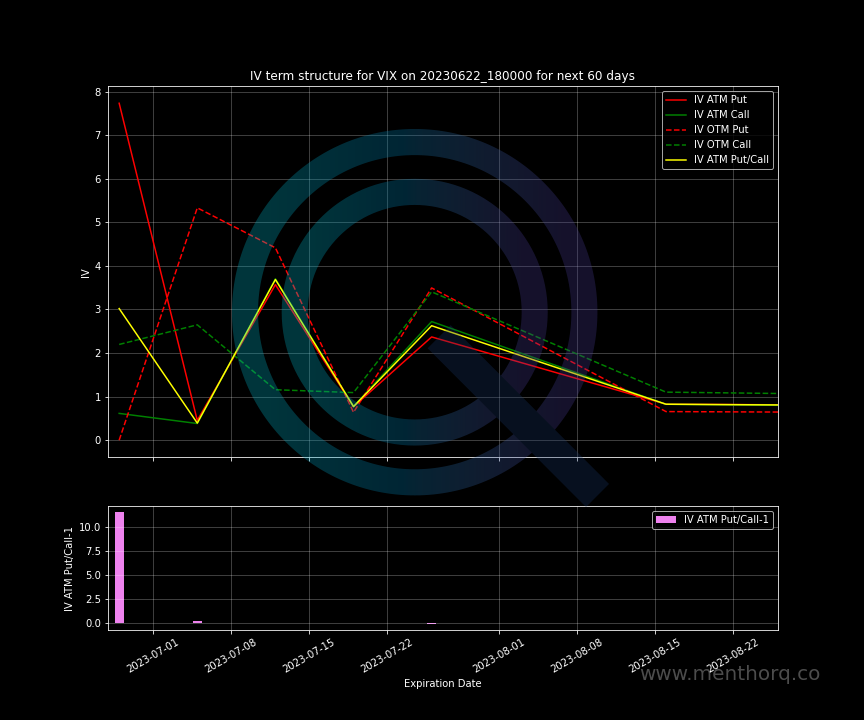 IV term structure for VIX on 20230622_180000 for next 60 days
IV ATM Put
IV ATM Call
IV OTM Put
IV OTM Call
IV ATM Put/Call
8
7
6
5
4
3
2
1
0
IV
IV ATM Put/Call-1
10.0
7.5
5.0
2.5
0.0
IV ATM Put/Call-1
2023-07-01
2023-07-08
2023-07-15
2023-07-22
2023-08-01
2023-08-08
2023-08-15
2023-08-22
Expiration Date
www.menthorq.co